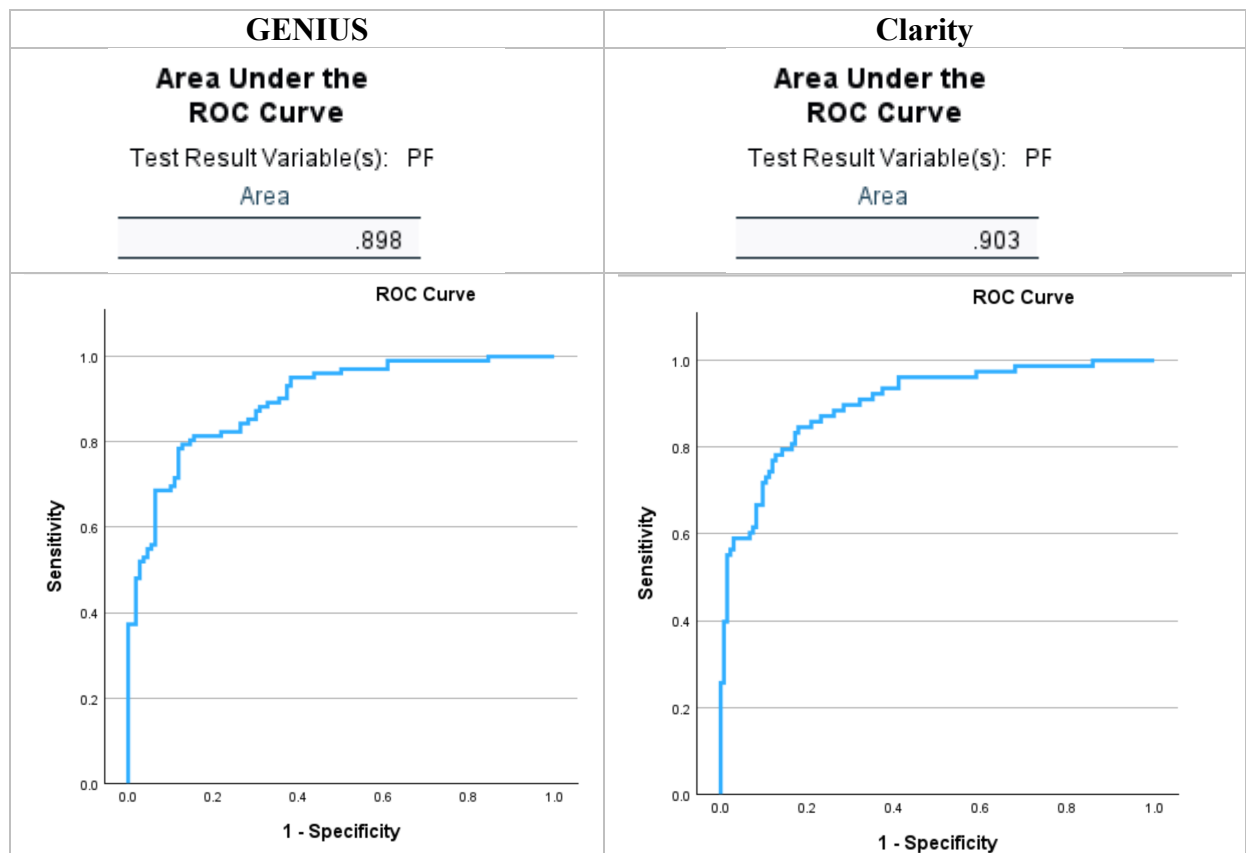 GENIUS
Clarity
Area Under the
ROC Curve
Test Result Variable(s): PF
Area
.898
Area Under the
ROC Curve
Test Result Variable(s): PF
Area
.903
ROC Curve
Sensitivity
1.0
0.8
0.6
0.4
0.2
0.0
0.0 0.2 0.4 0.6 0.8 1.0
1 - Specificity
ROC Curve
Sensitivity
1.0
0.8
0.6
0.4
0.2
0.0
0.0 0.2 0.4 0.6 0.8 1.0
1 - Specificity